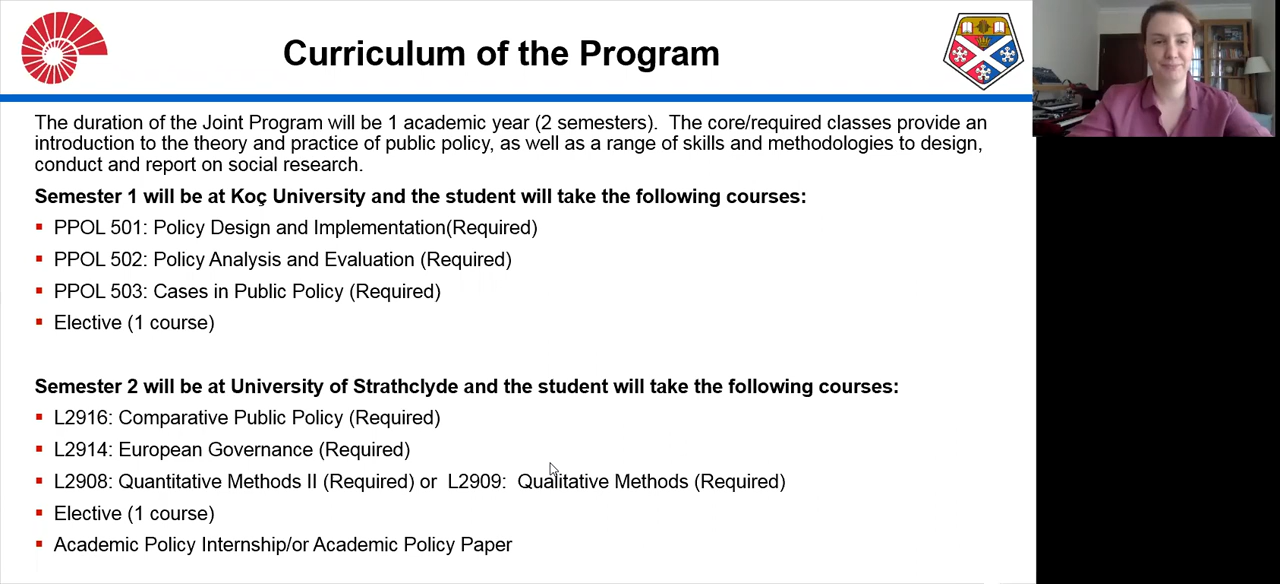 Curriculum of the Program
The duration of the Joint Program will be 1 academic year (2 semesters).  The core/required classes provide an
introduction to the theory and practice of public policy, as well as a range of skills and methodologies to design,
conduct and report on social research.
Semester 1 will be at Koç University and the student will take the following courses:
▪ PPOL 501: Policy Design and Implementation(Required)
▪ PPOL 502: Policy Analysis and Evaluation (Required)
▪ PPOL 503: Cases in Public Policy (Required)
▪ Elective (1 course)
Semester 2 will be at University of Strathclyde and the student will take the following courses:
▪ L2916: Comparative Public Policy (Required)
▪ L2914: European Governance (Required)
▪ L2908: Quantitative Methods II (Required) or  L2909:  Qualitative Methods (Required)
▪ Elective (1 course)
▪ Academic Policy Internship/or Academic Policy Paper